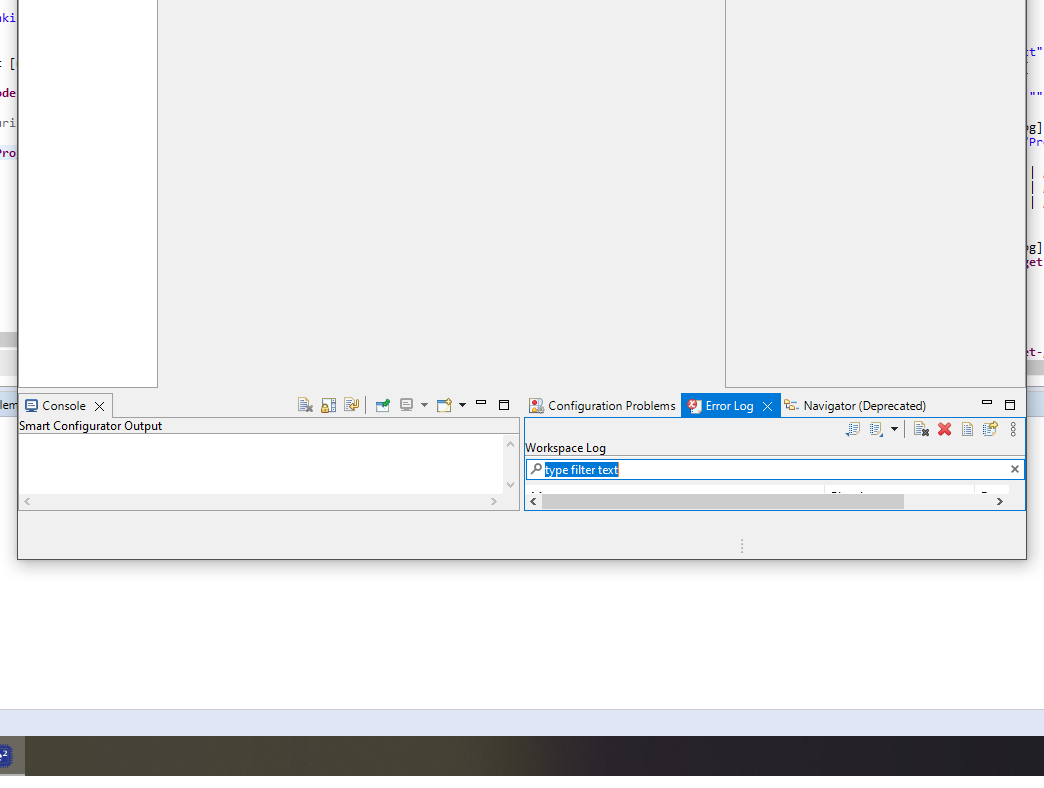 Console
Configuration Problems
Error Log
Navigator (Deprecated)
Smart Configurator Output
Workspace Log
type filter text